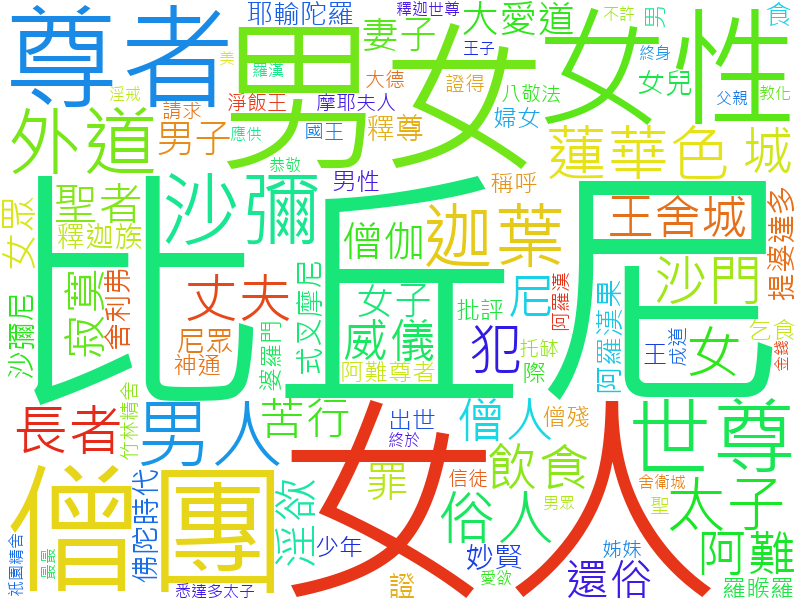 尊者
耶輸陀羅
男女
妻子
釋迦世尊
大愛道
王子
女性
不許
男
食
美
羅漢
大德
證得
終身
女兒
淫戒
請求
淨飯王
摩耶夫人
八敬法
父親
教化
外道
男子
應供
國王
釋尊
婦女
蓮華色
城
恭敬
男性
稱呼
女眾
聖者
沙彌
釋迦族
比丘尼
僧伽
迦葉
王舍城
提婆達多
沙彌尼
寂寞
舍利弗
丈夫
式叉摩尼
女子
批評
尼
阿羅漢
阿羅漢果
沙門
尼眾
神通
婆羅門
威儀
犯
托缽
際
王
成道
女
乞食
金錢
阿難尊者
長者
竹林精舍
男人
苦行
出世
終於
僧人
僧殘
世尊
僧團
佛陀時代
淫欲
女人
罪
信徒
飲食
男眾
舍衛城
聖
太子
俗人
祇園精舍
最最
少年
妙賢
姊妹
阿難
悉達多太子
證
愛欲
還俗
羅睺羅